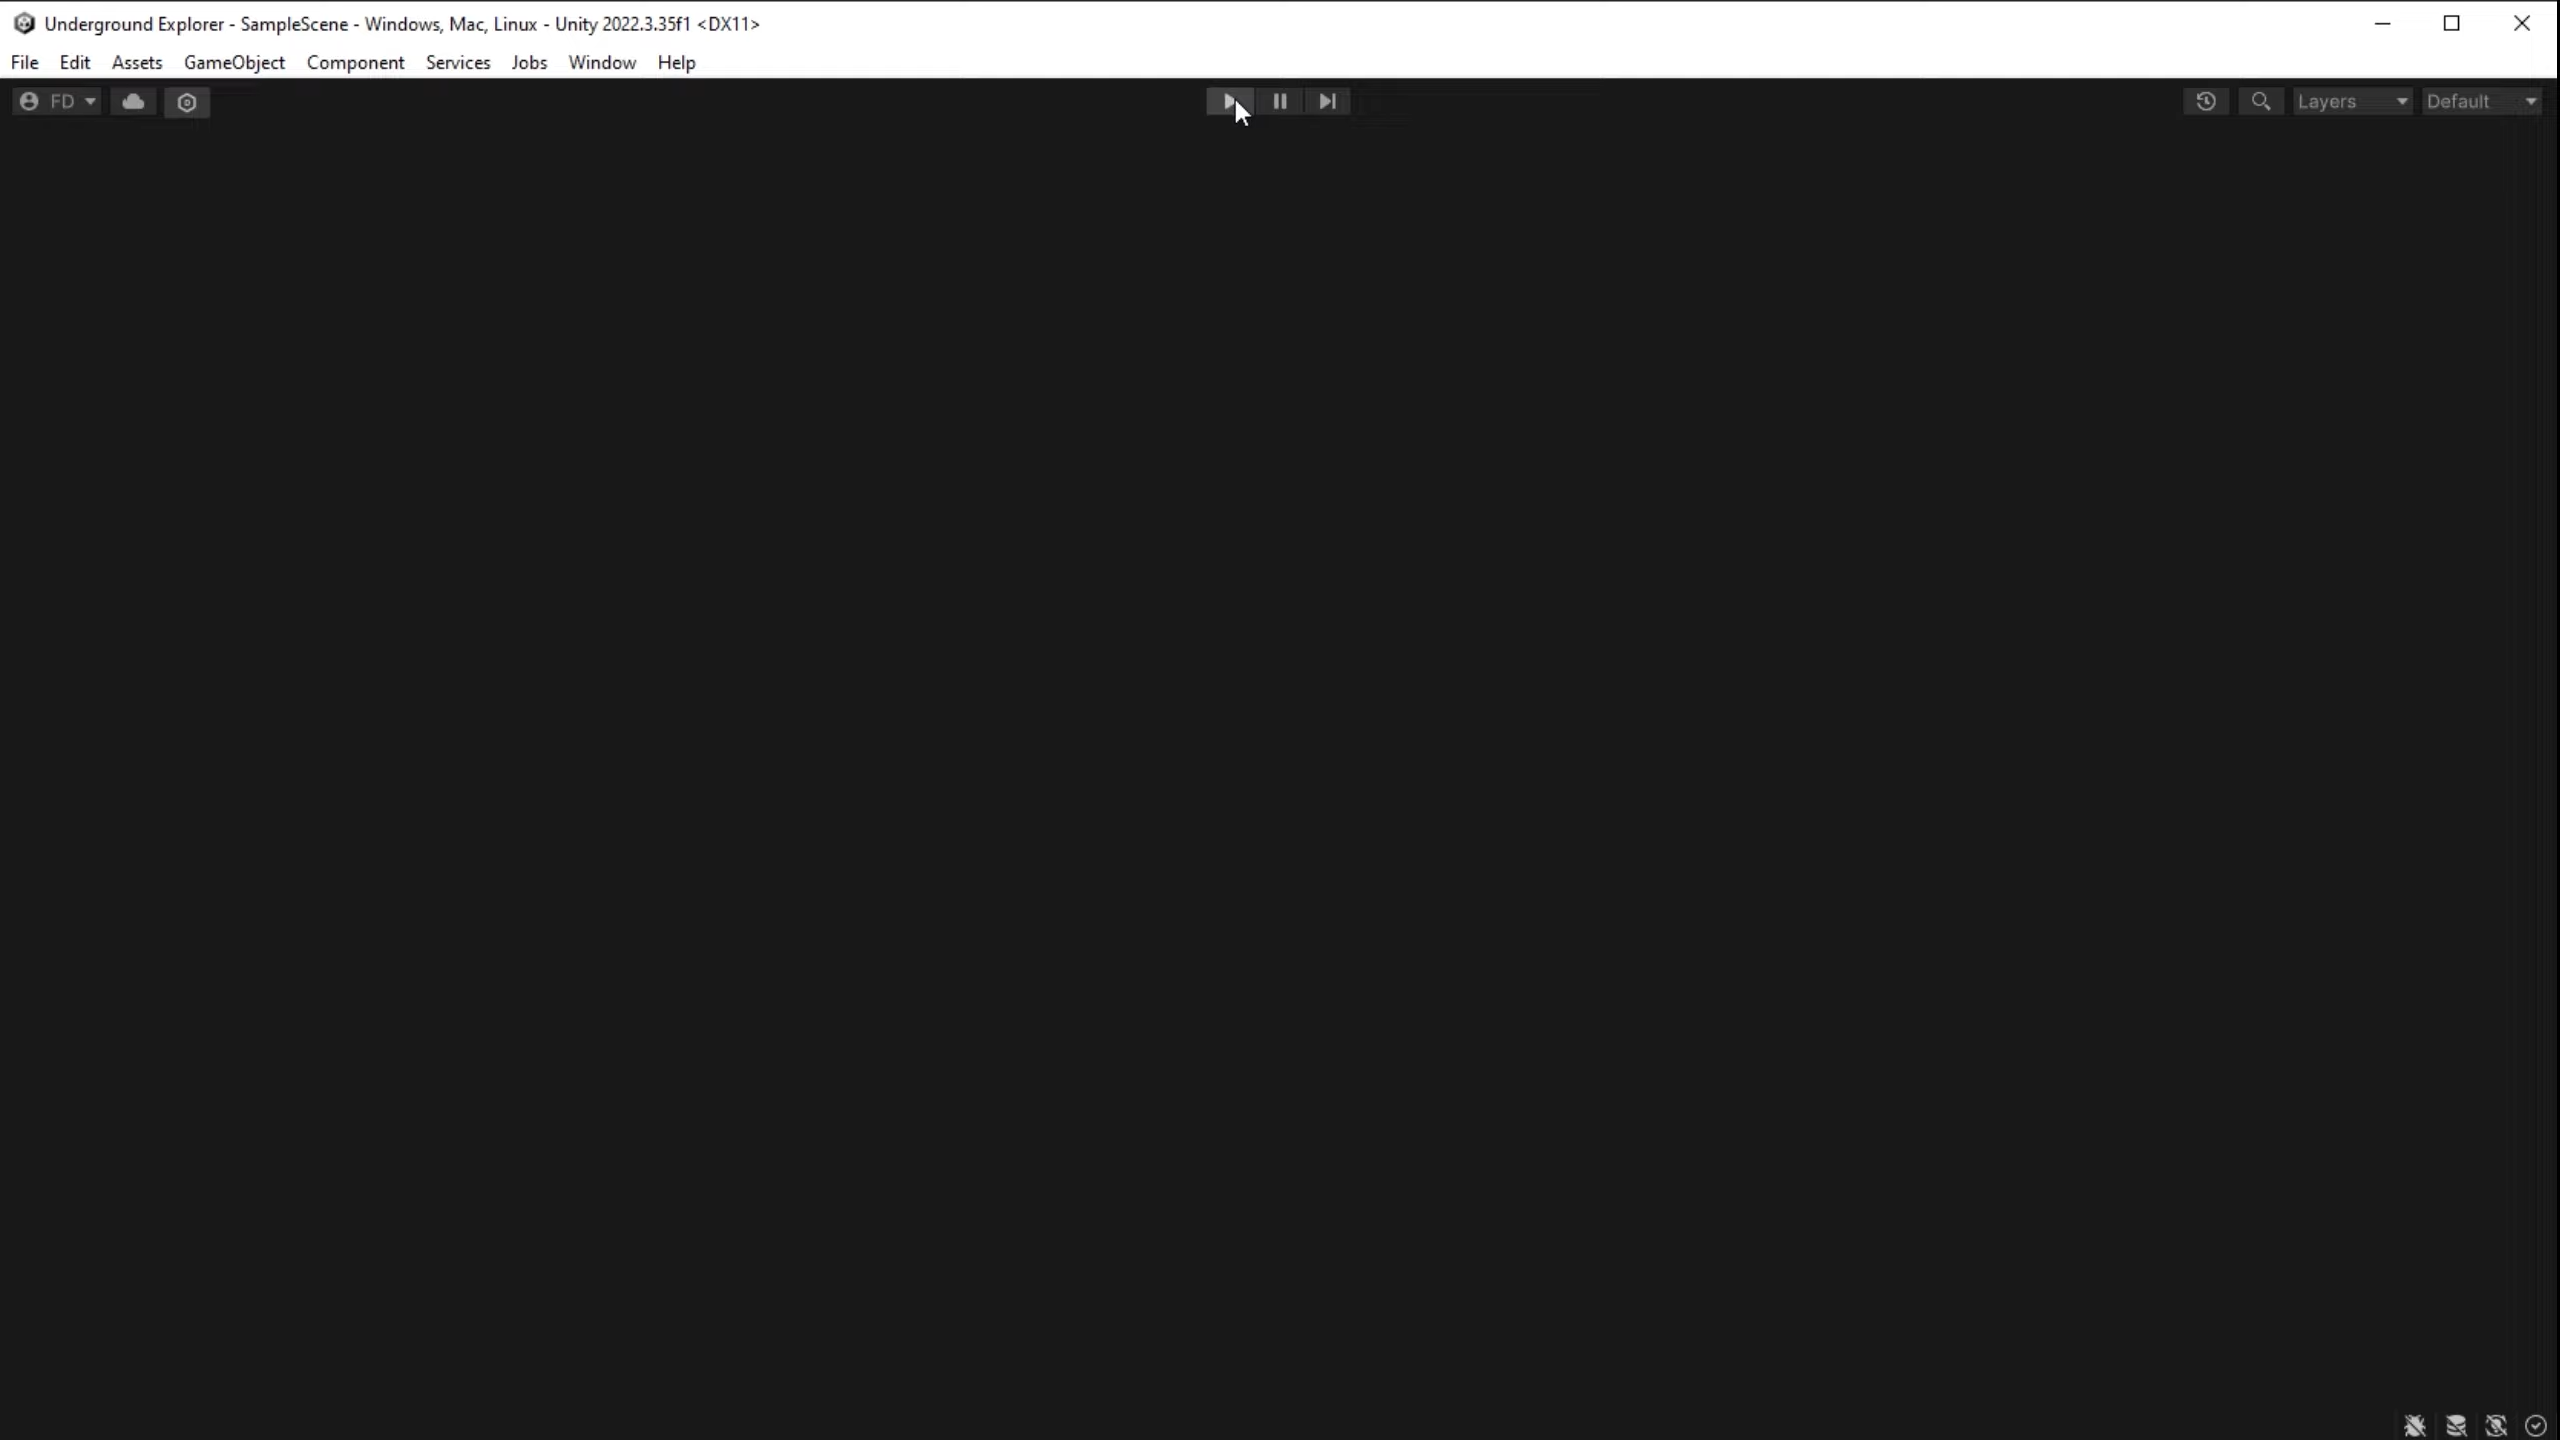 Underground Explorer - SampleScene - Windows, Mac, Linux - Unity 2022.3.35f1 <DX11>
File Edit Assets GameObject Component Services Jobs Window Help
FD Layers Default